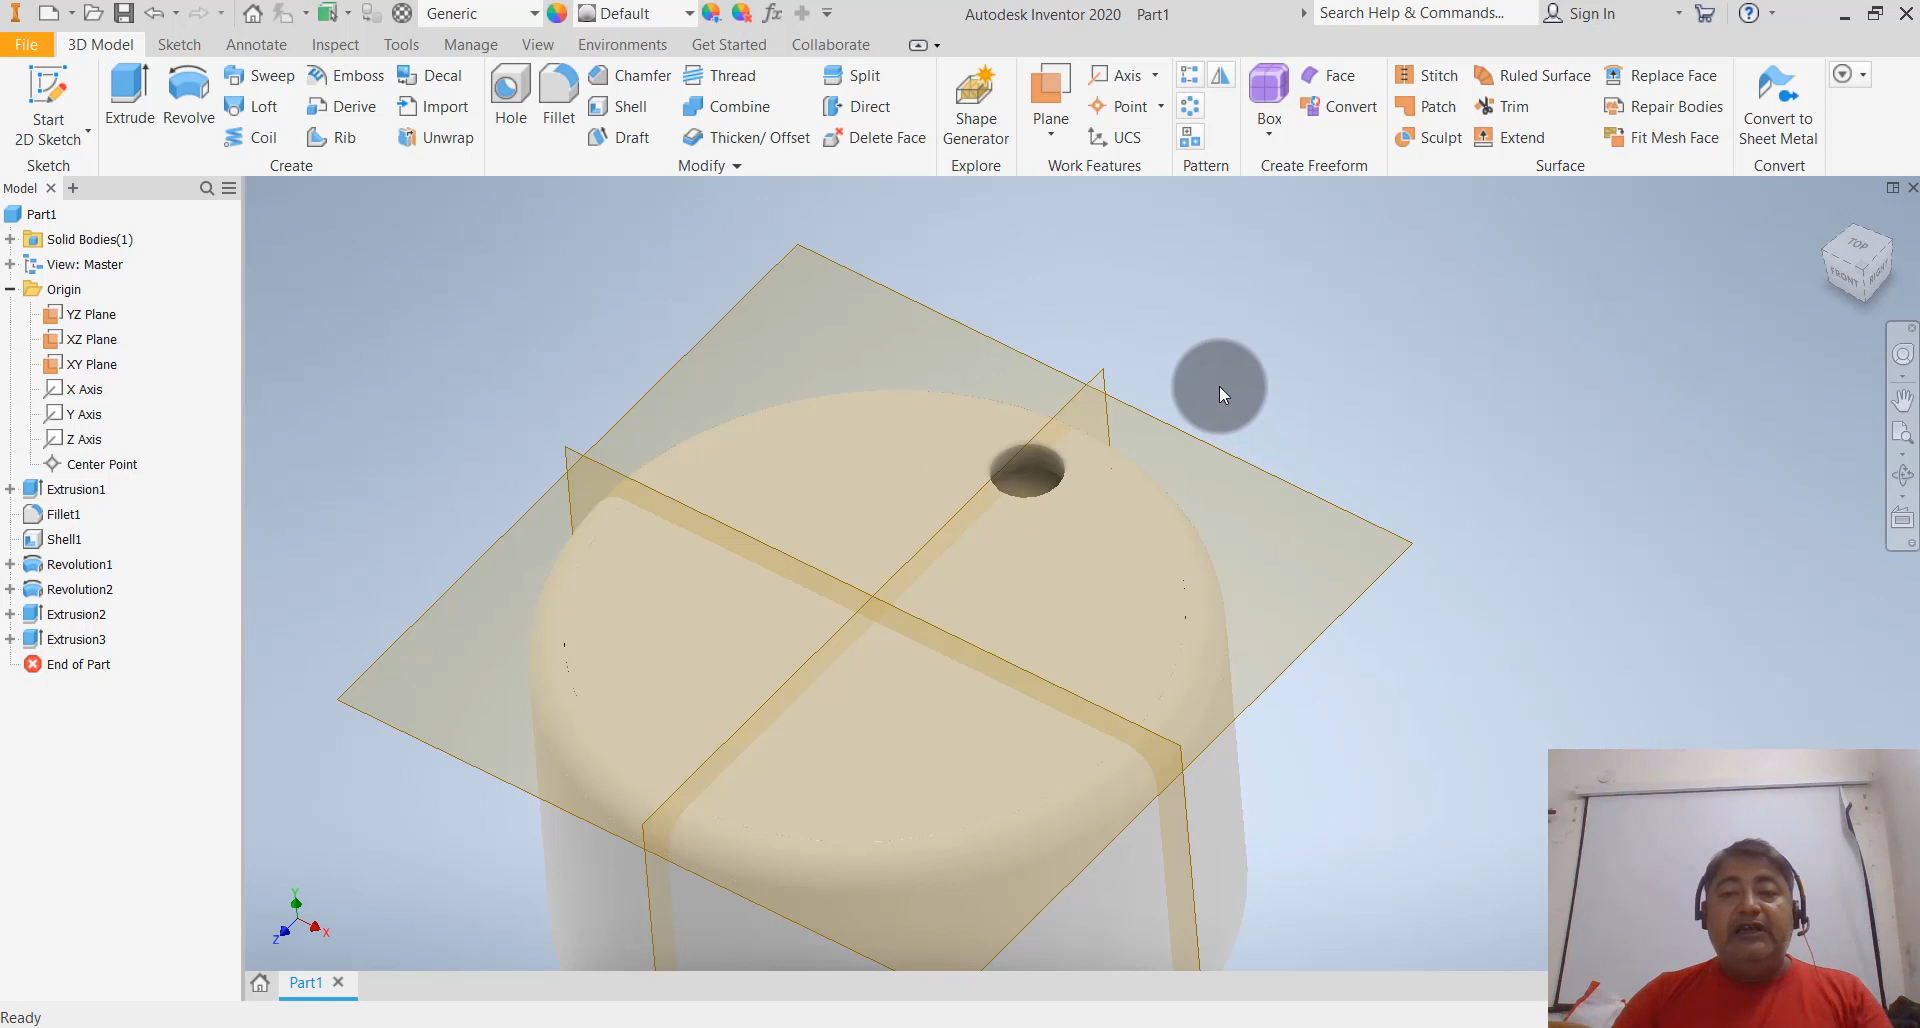 Generic
Default
Autodesk Inventor 2020 Part1
Search Help & Commands...
Sign In
File
3D Model
Sketch
Annotate
Inspect
Tools
Manage
View
Environments
Get Started
Collaborate
Start
2D Sketch
Sketch
Extrude
Revolve
Sweep
Emboss
Decal
Loft
Derive
Import
Coil
Rib
Unwrap
Create
Hole
Fillet
Chamfer
Thread
Split
Shell
Combine
Direct
Draft
Thicken/ Offset
Delete Face
Modify
Shape
Generator
Explore
Plane
Axis
Point
UCS
Work Features
Pattern
Box
Face
Convert
Create Freeform
Stitch
Ruled Surface
Replace Face
Patch
Trim
Repair Bodies
Sculpt
Extend
Fit Mesh Face
Surface
Convert to
Sheet Metal
Convert
Model
Part1
Solid Bodies(1)
View: Master
Origin
YZ Plane
XZ Plane
XY Plane
X Axis
Y Axis
Z Axis
Center Point
Extrusion1
Fillet1
Shell1
Revolution1
Revolution2
Extrusion2
Extrusion3
End of Part
TOP
FRONT
RIGHT
Y
X
Z
Part1
Ready